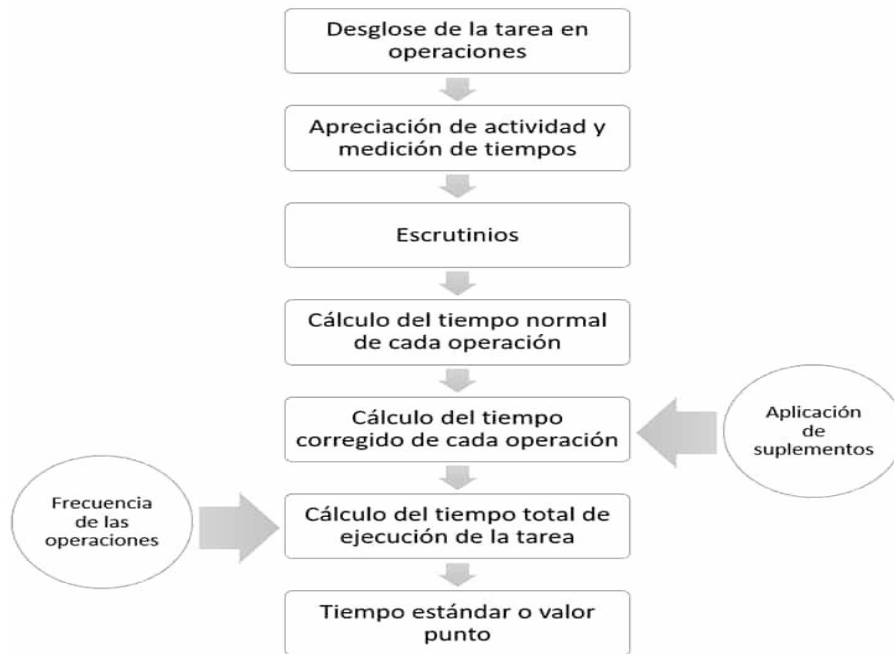 Desglose de la tarea en
operaciones
Apreciación de actividad y
medición de tiempos
Escrutinios
Cálculo del tiempo normal
de cada operación
Cálculo del tiempo
corregido de cada operación
Aplicación
de
suplementos
Frecuencia
de las
operaciones
Cálculo del tiempo total de
ejecución de la tarea
Tiempo estándar o valor
punto